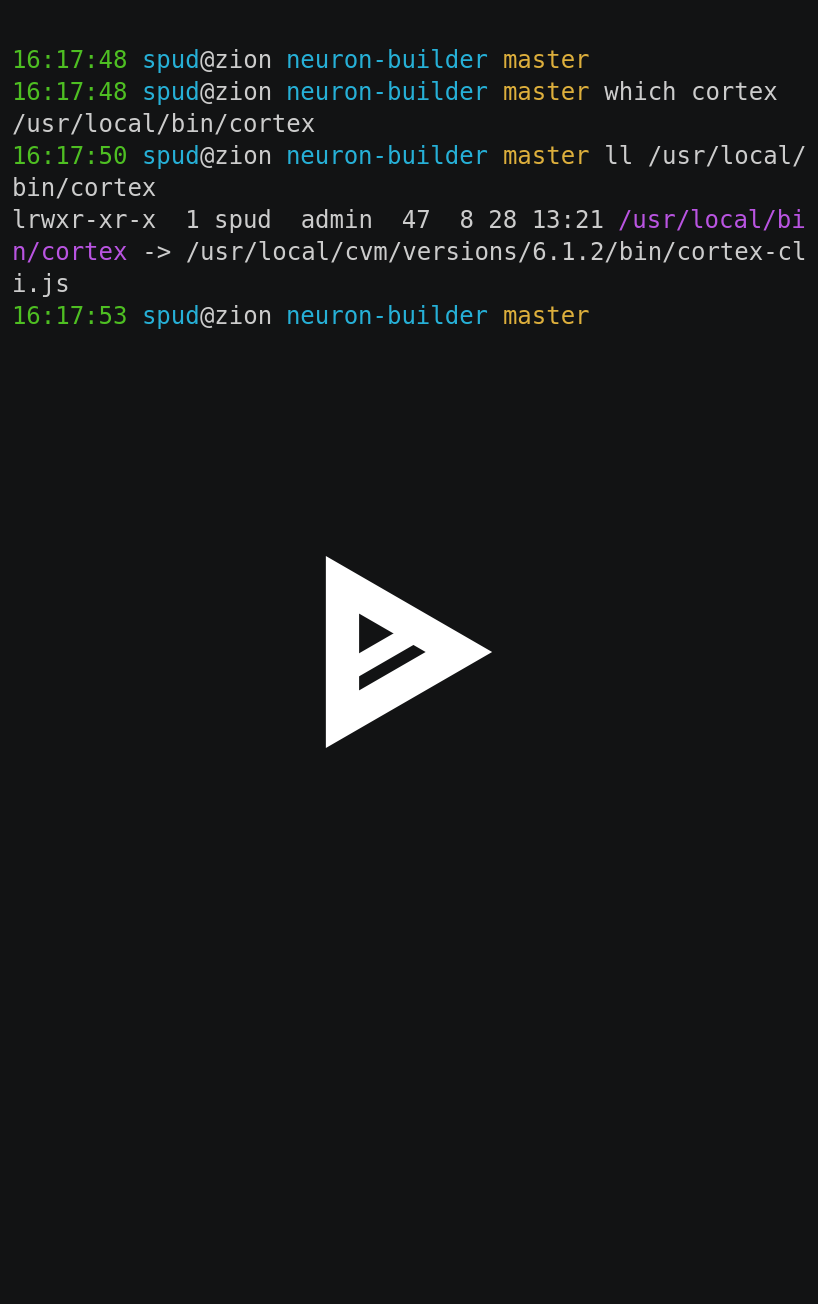 16:17:48 spud@zion neuron-builder master
16:17:48 spud@zion neuron-builder master which cortex
/usr/local/bin/cortex
16:17:50 spud@zion neuron-builder master ll /usr/local/
bin/cortex
lrwxr-xr-x  1 spud  admin  47  8 28 13:21 /usr/local/bi
n/cortex -> /usr/local/cvm/versions/6.1.2/bin/cortex-cl
i.js
16:17:53 spud@zion neuron-builder master